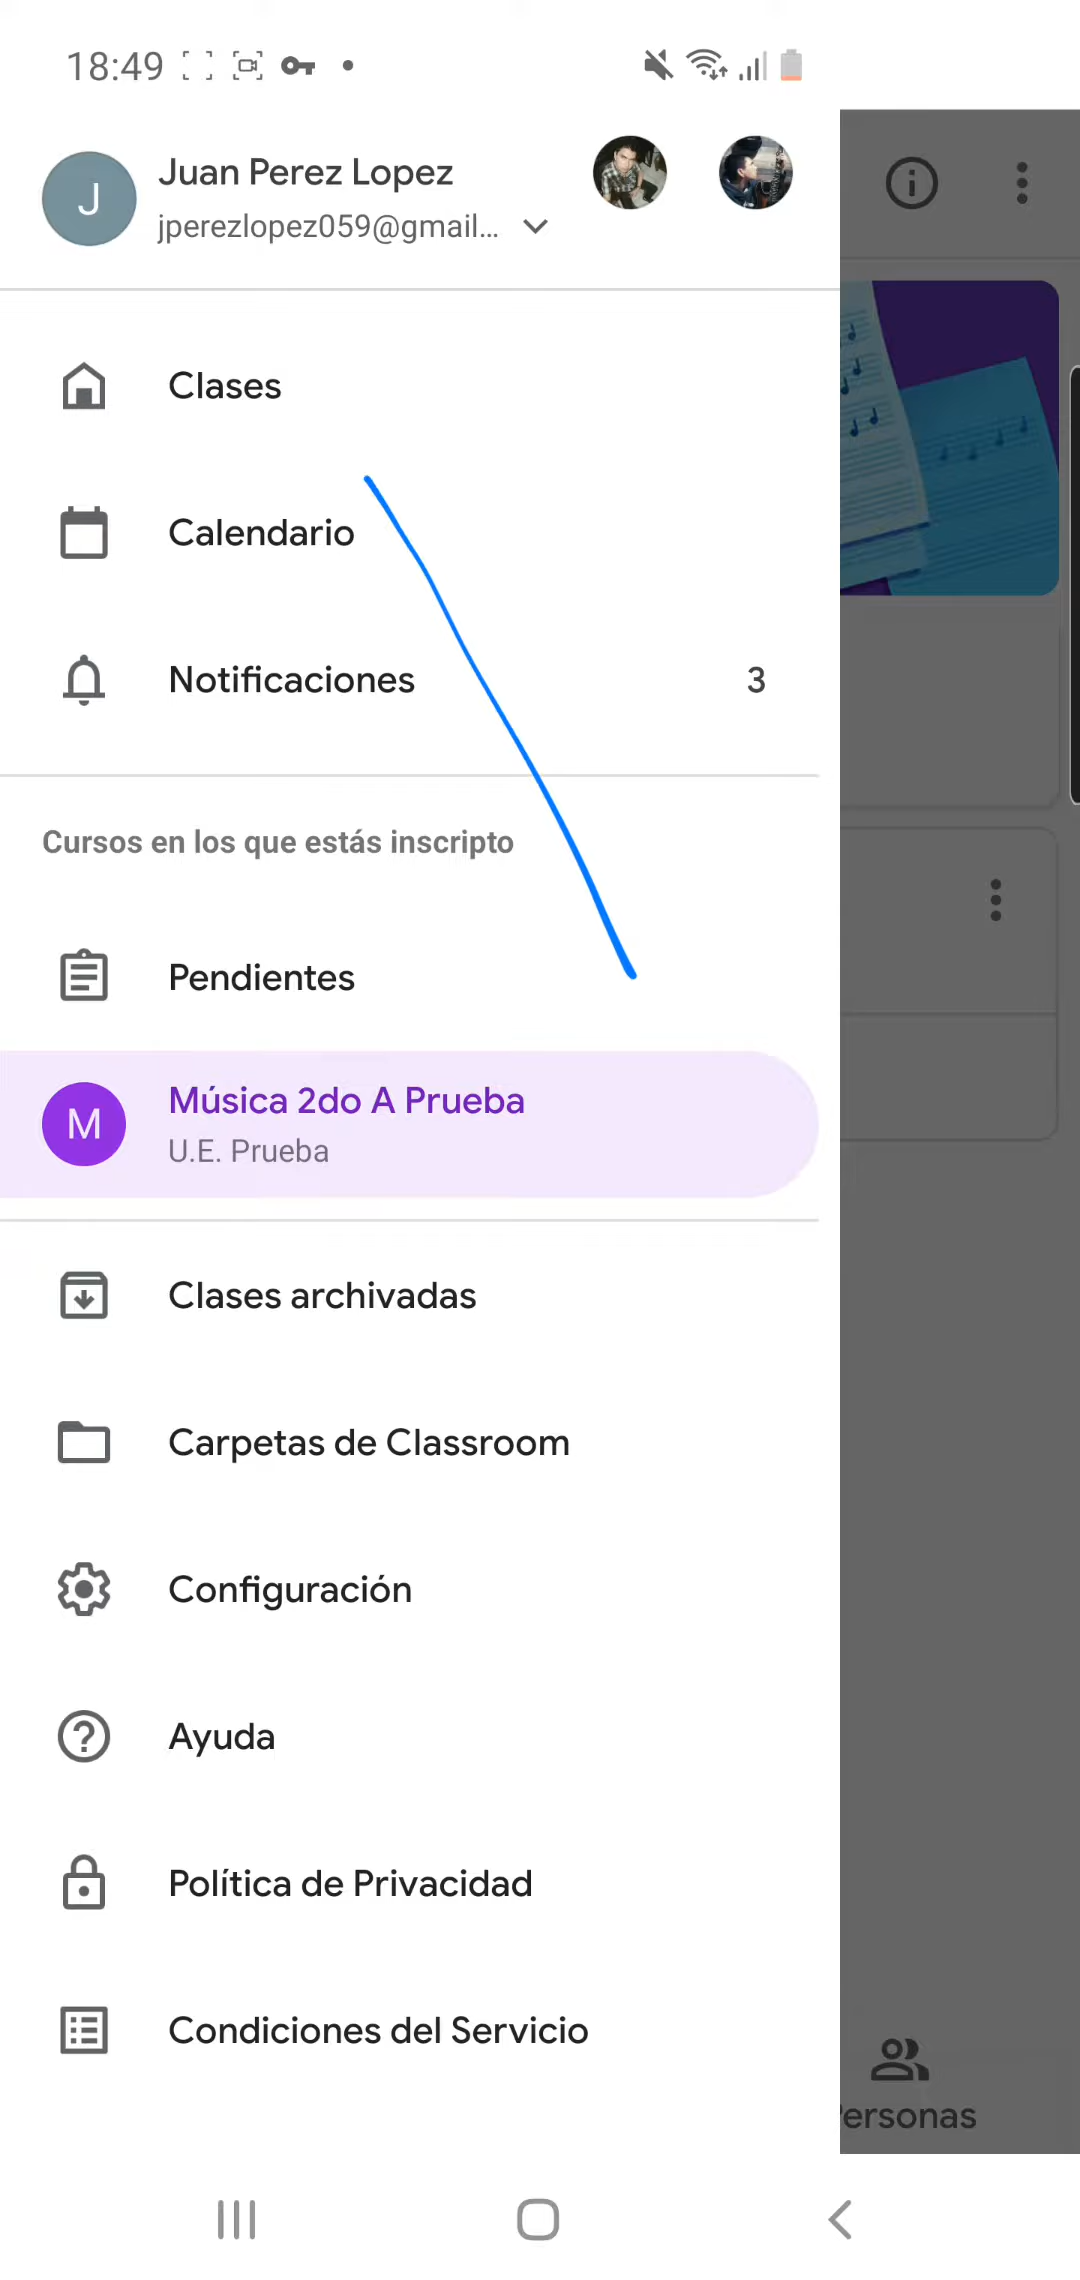 18:49
J
Juan Perez Lopez
jperezlopez059@gmail...
Clases
Calendario
Notificaciones 3
Cursos en los que estás inscripto
Pendientes
M
Música 2do A Prueba
U.E. Prueba
Clases archivadas
Carpetas de Classroom
Configuración
Ayuda
Política de Privacidad
Condiciones del Servicio
ersonas